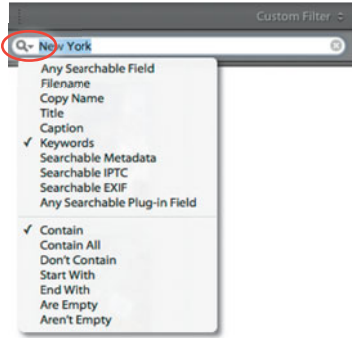 Custom Filter
New York
Any Searchable Field
Filename
Copy Name
Title
Caption
✓ Keywords
Searchable Metadata
Searchable IPTC
Searchable EXIF
Any Searchable Plug-in Field
✓ Contain
Contain All
Don't Contain
Start With
End With
Are Empty
Aren't Empty